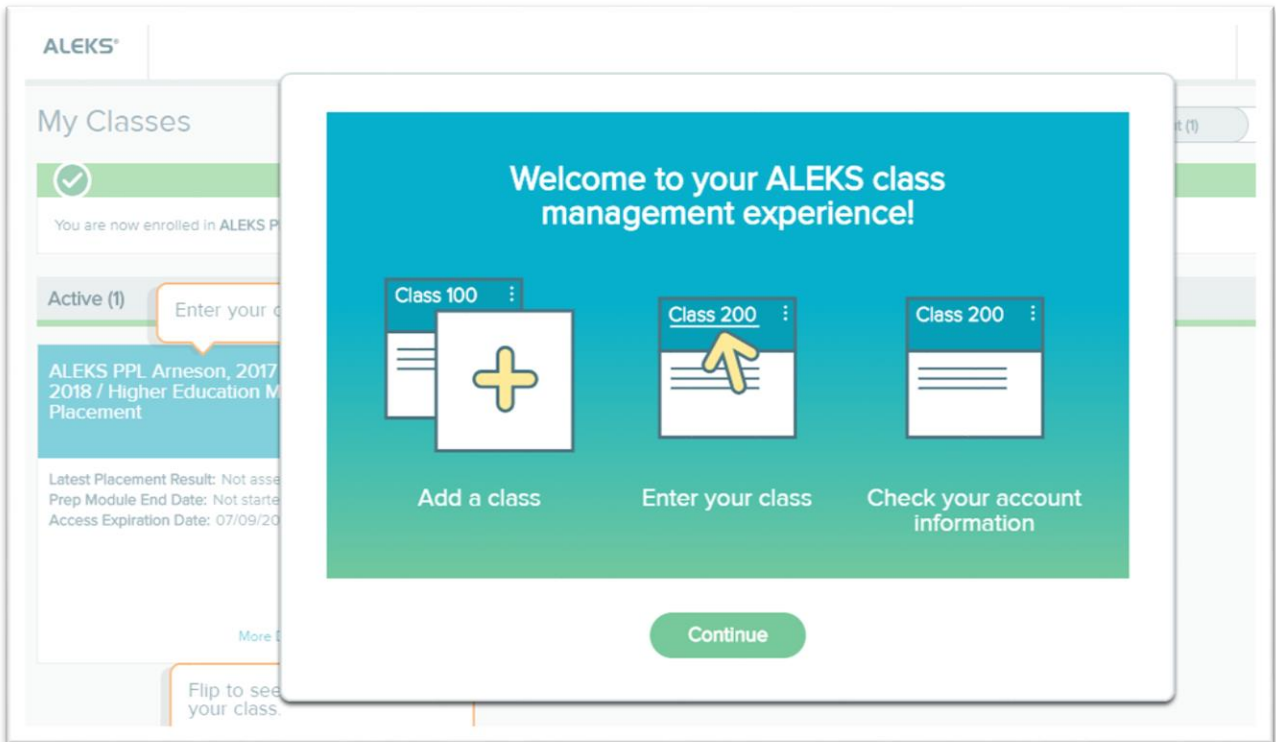 ALEKS®
My Classes
t (1)
You are now enrolled in ALEKS P
Active (1)
Enter your
ALEKS PPL Arneson, 2017
2018 / Higher Education M
Placement
Latest Placement Result: Not asse
Prep Module End Date: Not starte
Access Expiration Date: 07/09/20
More
Flip to see
your class.
Welcome to your ALEKS class
management experience!
Class 100
Class 200
Class 200
Add a class
Enter your class
Check your account
information
Continue